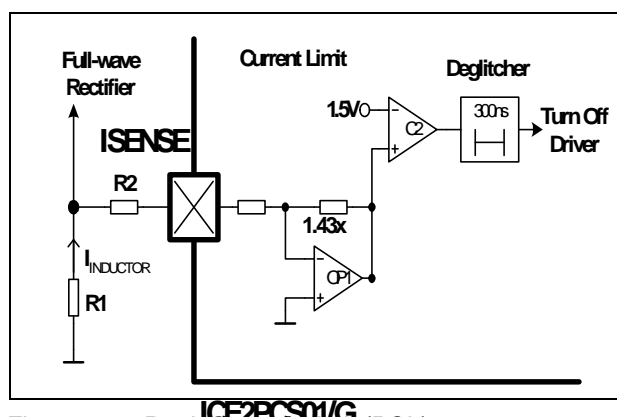 Full-wave
Rectifier
Current Limit
Deglitcher
1.5V
C2
300ns
Turn Off
Driver
ISENSE
R2
1.43x
I INDUCTOR
OP1
R1
ICE2PCS01/G